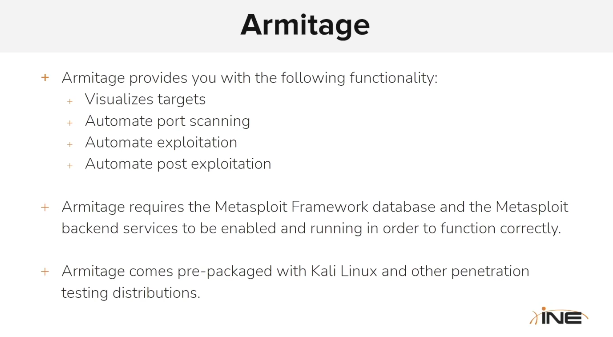 Armitage
+ Armitage provides you with the following functionality:
+ Visualizes targets
+ Automate port scanning
+ Automate exploitation
+ Automate post exploitation
+ Armitage requires the Metasploit Framework database and the Metasploit
backend services to be enabled and running in order to function correctly.
+ Armitage comes pre-packaged with Kali Linux and other penetration
testing distributions.
iNE